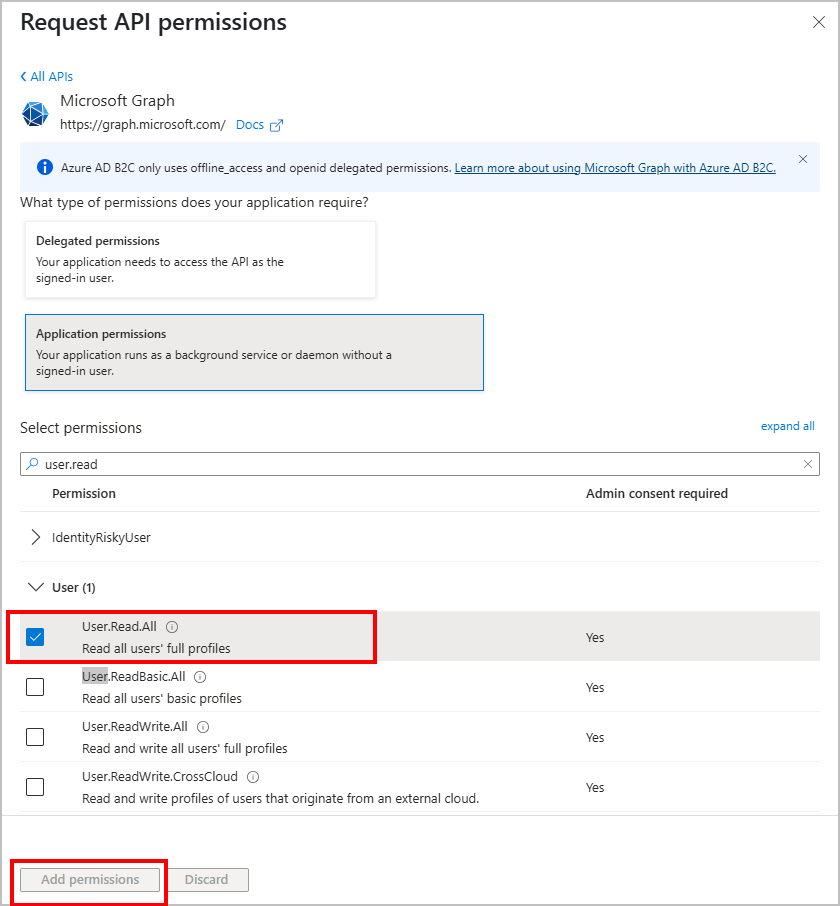 Request API permissions
All APIs
Microsoft Graph
https://graph.microsoft.com/ Docs
Azure AD B2C only uses offline_access and openid delegated permissions. Learn more about using Microsoft Graph with Azure AD B2C.
What type of permissions does your application require?
Delegated permissions
Your application needs to access the API as the
signed-in user.
Application permissions
Your application runs as a background service or daemon without a
signed-in user.
Select permissions expand all
user.read
Permission Admin consent required
IdentityRiskyUser
User (1)
User.Read.All
Read all users' full profiles
Yes
User.ReadBasic.All
Read all users' basic profiles
Yes
User.ReadWrite.All
Read and write all users' full profiles
Yes
User.ReadWrite.CrossCloud
Read and write profiles of users that originate from an external cloud.
Yes
Add permissions Discard